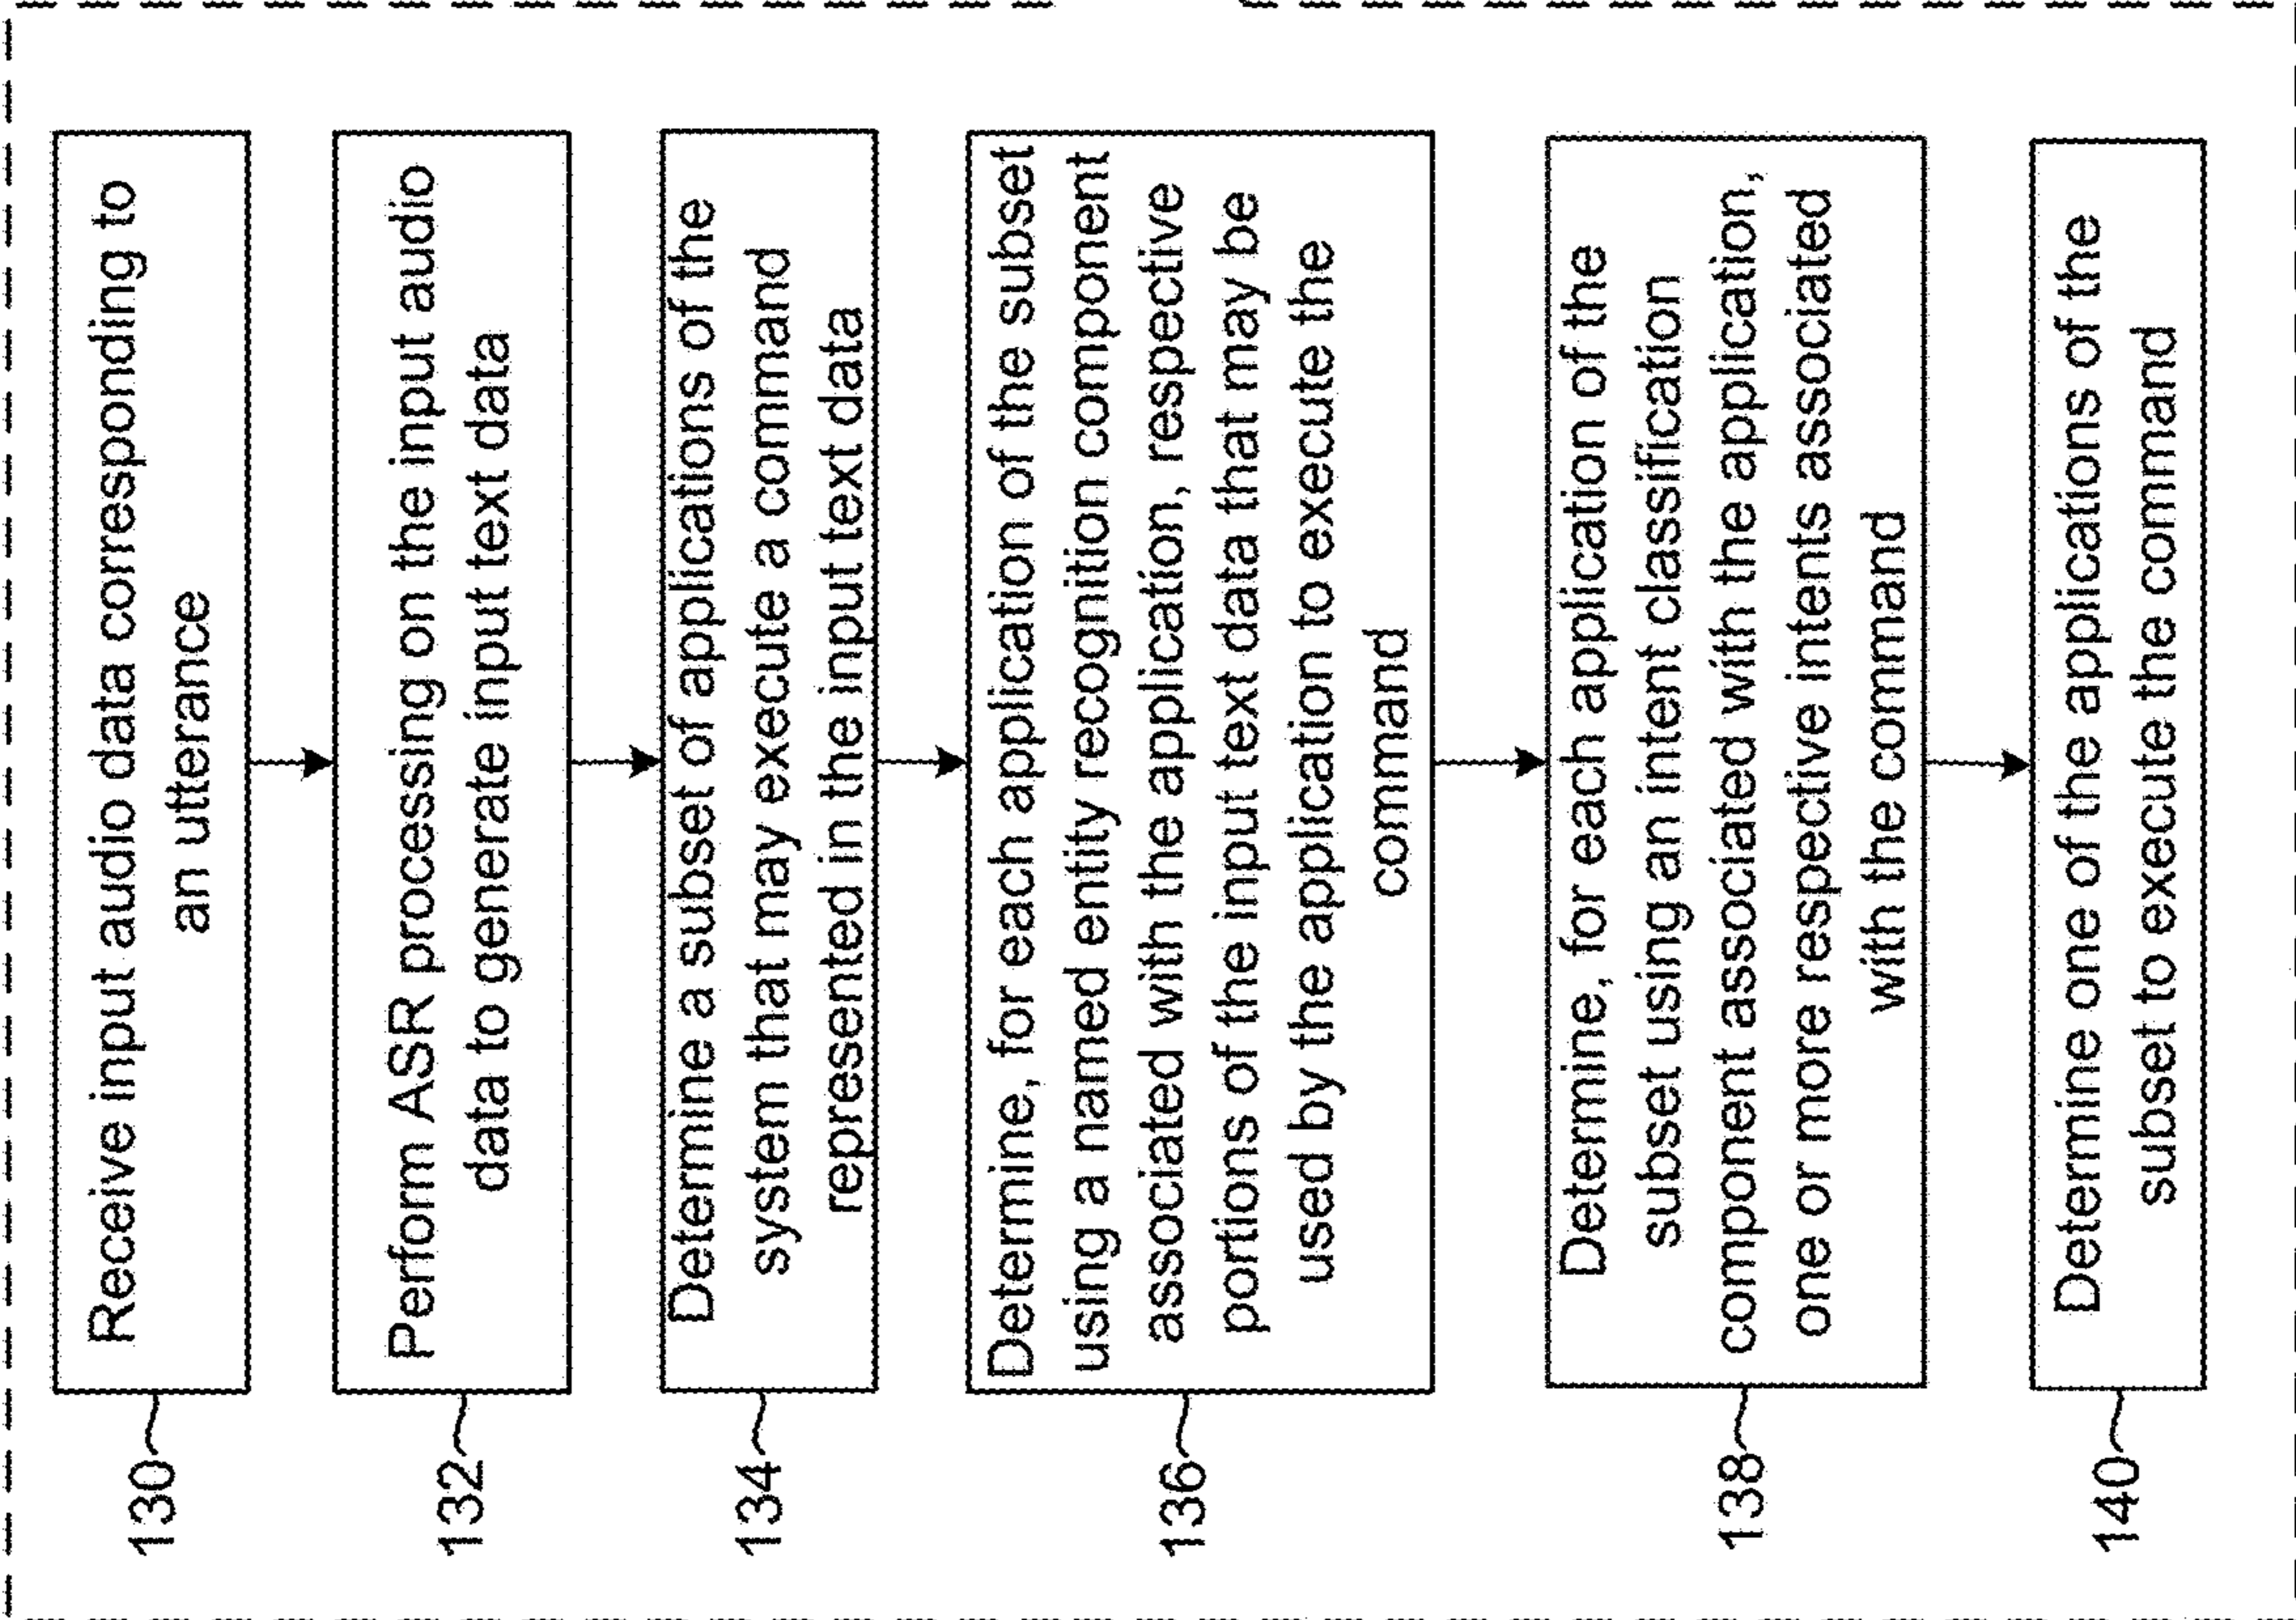 130
Receive input audio data corresponding to
an utterance
132
Perform ASR processing on the input audio
data to generate input text data
134
Determine a subset of applications of the
system that may execute a command
represented in the input text data
136
Determine, for each application of the subset
using a named entity recognition component
associated with the application, respective
portions of the input text data that may be
used by the application to execute the
command
138
Determine, for each application of the
subset using an intent classification
component associated with the application,
one or more respective intents associated
with the command
140
Determine one of the applications of the
subset to execute the command